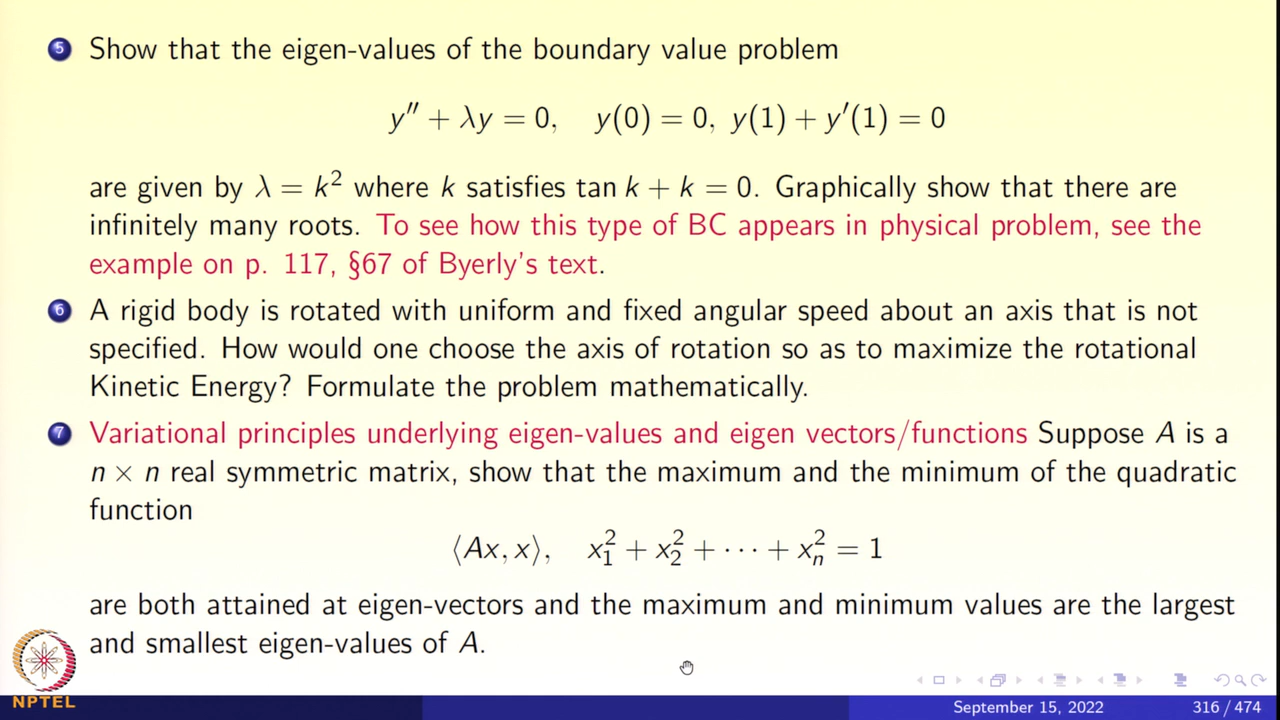 5 Show that the eigen-values of the boundary value problem
y″ + λy = 0, y(0) = 0, y(1) + y′(1) = 0
are given by λ = k² where k satisfies tan k + k = 0. Graphically show that there are
infinitely many roots. To see how this type of BC appears in physical problem, see the
example on p. 117, §67 of Byerly's text.
6 A rigid body is rotated with uniform and fixed angular speed about an axis that is not
specified. How would one choose the axis of rotation so as to maximize the rotational
Kinetic Energy? Formulate the problem mathematically.
7 Variational principles underlying eigen-values and eigen vectors/functions Suppose A is a
n × n real symmetric matrix, show that the maximum and the minimum of the quadratic
function
⟨Ax, x⟩, x₁² + x₂² + ⋯ + xₙ² = 1
are both attained at eigen-vectors and the maximum and minimum values are the largest
and smallest eigen-values of A.
NPTEL
September 15, 2022 316 / 474